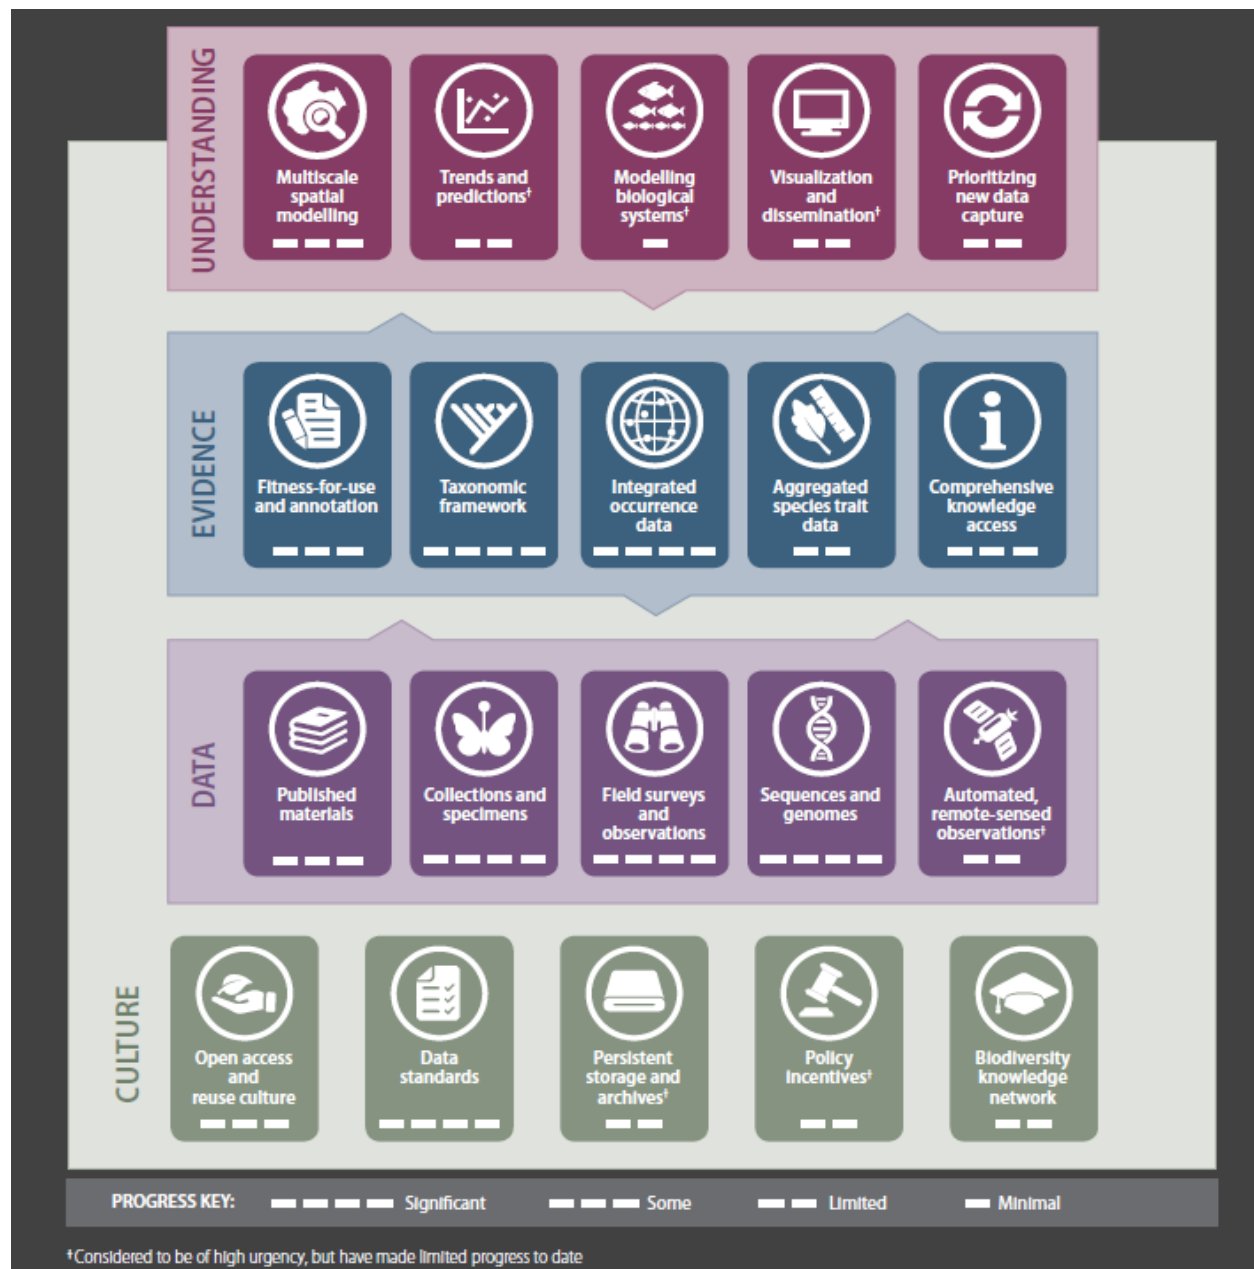 UNDERSTANDING
Multiscale
spatial
modelling
Trends and
predictions†
Modelling
biological
systems†
Visualization
and
dissemination†
Prioritizing
new data
capture
EVIDENCE
Fitness-for-use
and annotation
Taxonomic
framework
Integrated
occurrence
data
Aggregated
species trait
data
Comprehensive
knowledge
access
DATA
Published
materials
Collections and
specimens
Field surveys
and
observations
Sequences and
genomes
Automated,
remote-sensed
observations†
CULTURE
Open access
and
reuse culture
Data
standards
Persistent
storage and
archives†
Policy
incentives†
Biodiversity
knowledge
network
PROGRESS KEY: Significant Some Limited Minimal
†Considered to be of high urgency, but have made limited progress to date